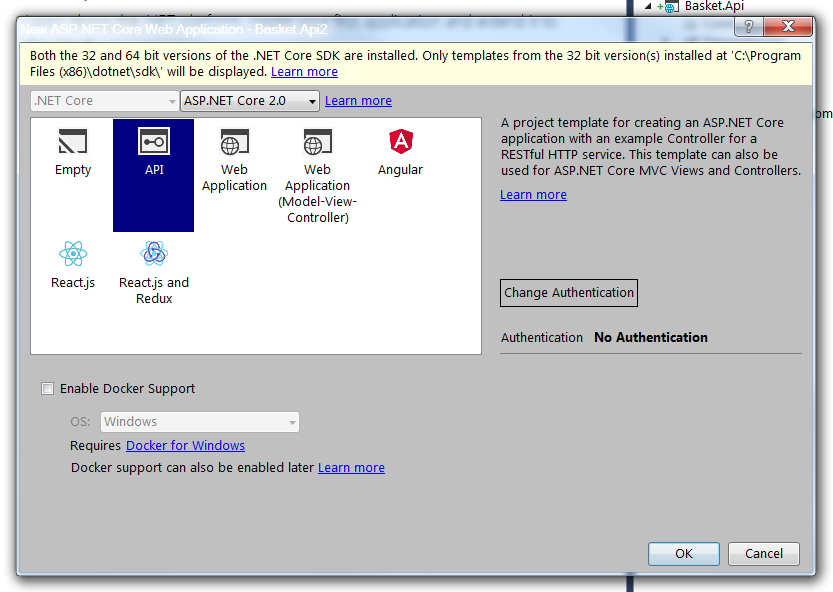 Basket.Api
New ASP.NET Core Web Application - Basket.Api2
?
X
Both the 32 and 64 bit versions of the .NET Core SDK are installed. Only templates from the 32 bit version(s) installed at 'C:\Program
Files (x86)\dotnet\sdk\' will be displayed. Learn more
.NET Core
ASP.NET Core 2.0
Learn more
Empty
API
Web
Application
Web
Application
(Model-View-
Controller)
Angular
React.js
React.js and
Redux
A project template for creating an ASP.NET Core
application with an example Controller for a
RESTful HTTP service. This template can also be
used for ASP.NET Core MVC Views and Controllers.
Learn more
pm
Change Authentication
Authentication No Authentication
Enable Docker Support
OS: Windows
Requires Docker for Windows
Docker support can also be enabled later Learn more
OK
Cancel